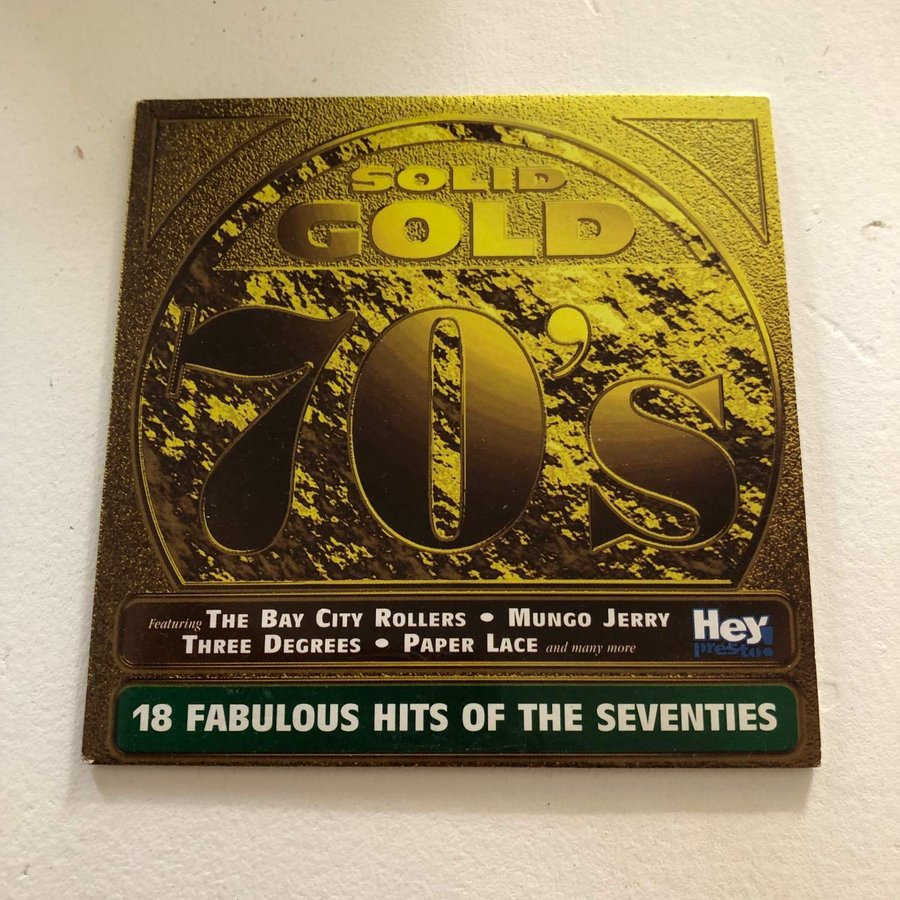 SOLID
GOLD
70's
Featuring THE BAY CITY ROLLERS • MUNGO JERRY
THREE DEGREES • PAPER LACE and many more
Hey
presto!
18 FABULOUS HITS OF THE SEVENTIES